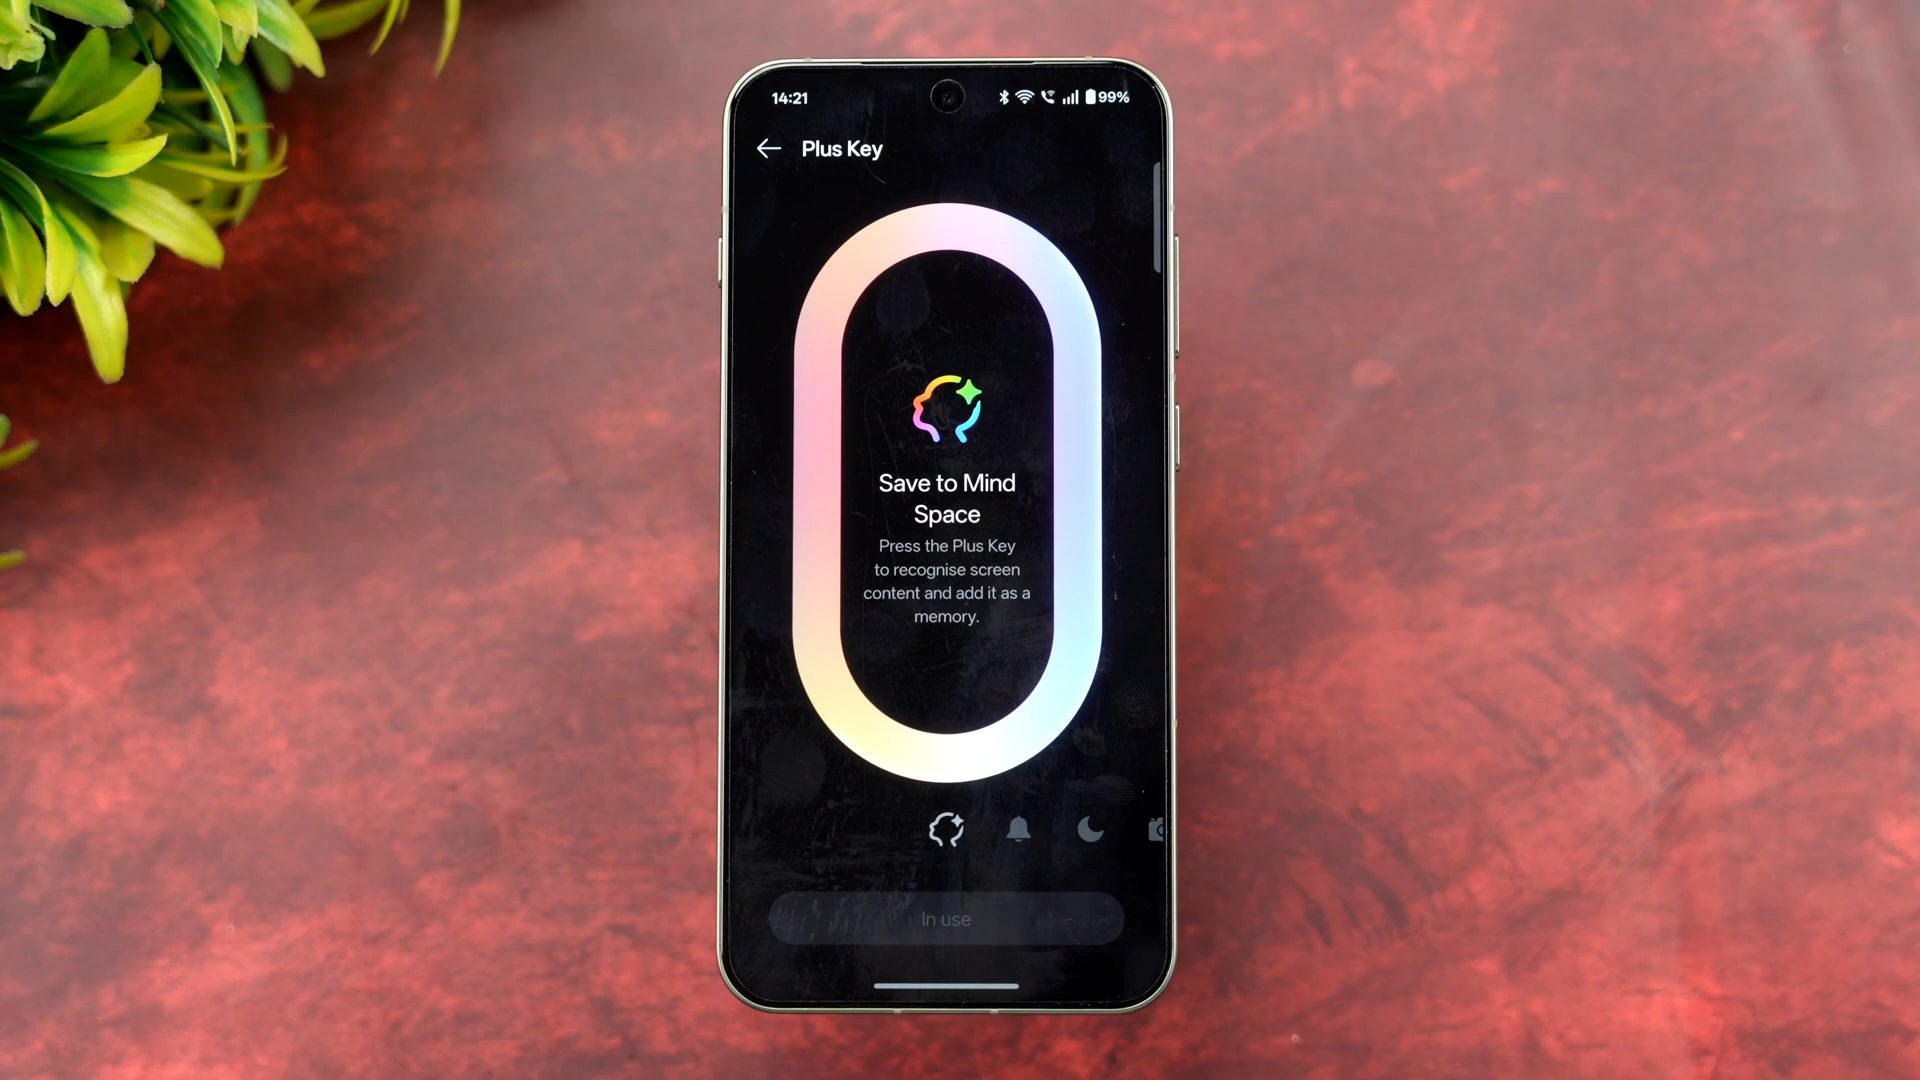 14:21 99%
Plus Key
Save to Mind
Space
Press the Plus Key
to recognise screen
content and add it as a
memory.
In use